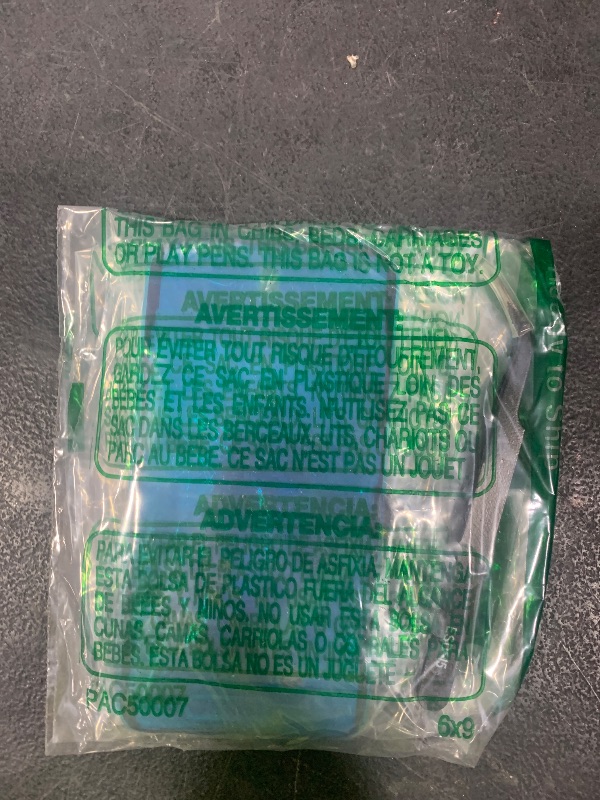 THIS BAG IN CRIBS, BEDS, CARRIAGES
OR PLAY PENS. THIS BAG IS NOT A TOY.
AVERTISSEMENT:
POUR ÉVITER TOUT RISQUE D'ÉTOUFFEMENT,
GARDEZ CE SAC EN PLASTIQUE LOIN DES
BÉBÉS ET LES ENFANTS. N'UTILISEZ PAS CE
SAC DANS LES BERCEAUX, LITS, CHARIOTS OU
PARC AU BÉBÉ. CE SAC N'EST PAS UN JOUET.
ADVERTENCIA:
PARA EVITAR EL PELIGRO DE ASFIXIA, MANTENGA
ESTA BOLSA DE PLASTICO FUERA DEL ALCANCE
DE BEBES Y NINOS. NO USAR ESTA BOLSA
CUNAS, CAMAS, CARRIOLAS O CORRALES PARA
BEBES. ESTA BOLSA NO ES UN JUGUETE
PAC50007
6x9
to Ship